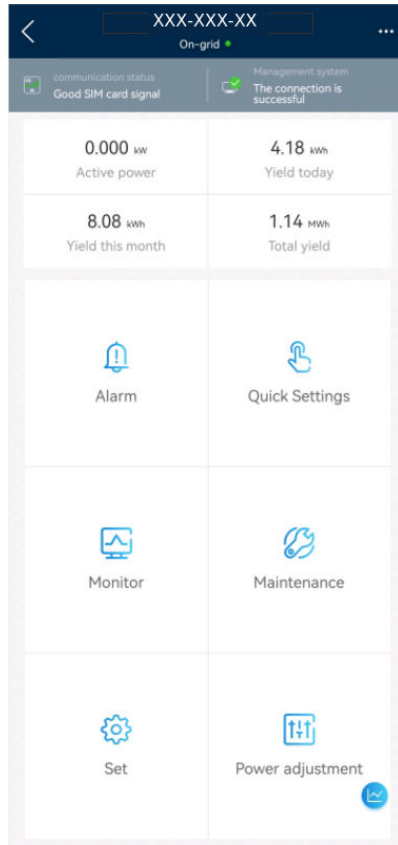 XXX-XXX-XX
On-grid
communication status
Good SIM card signal
Management system
The connection is
successful
0.000 kW
Active power
4.18 kWh
Yield today
8.08 kWh
Yield this month
1.14 MWh
Total yield
Alarm
Quick Settings
Monitor
Maintenance
Set
Power adjustment